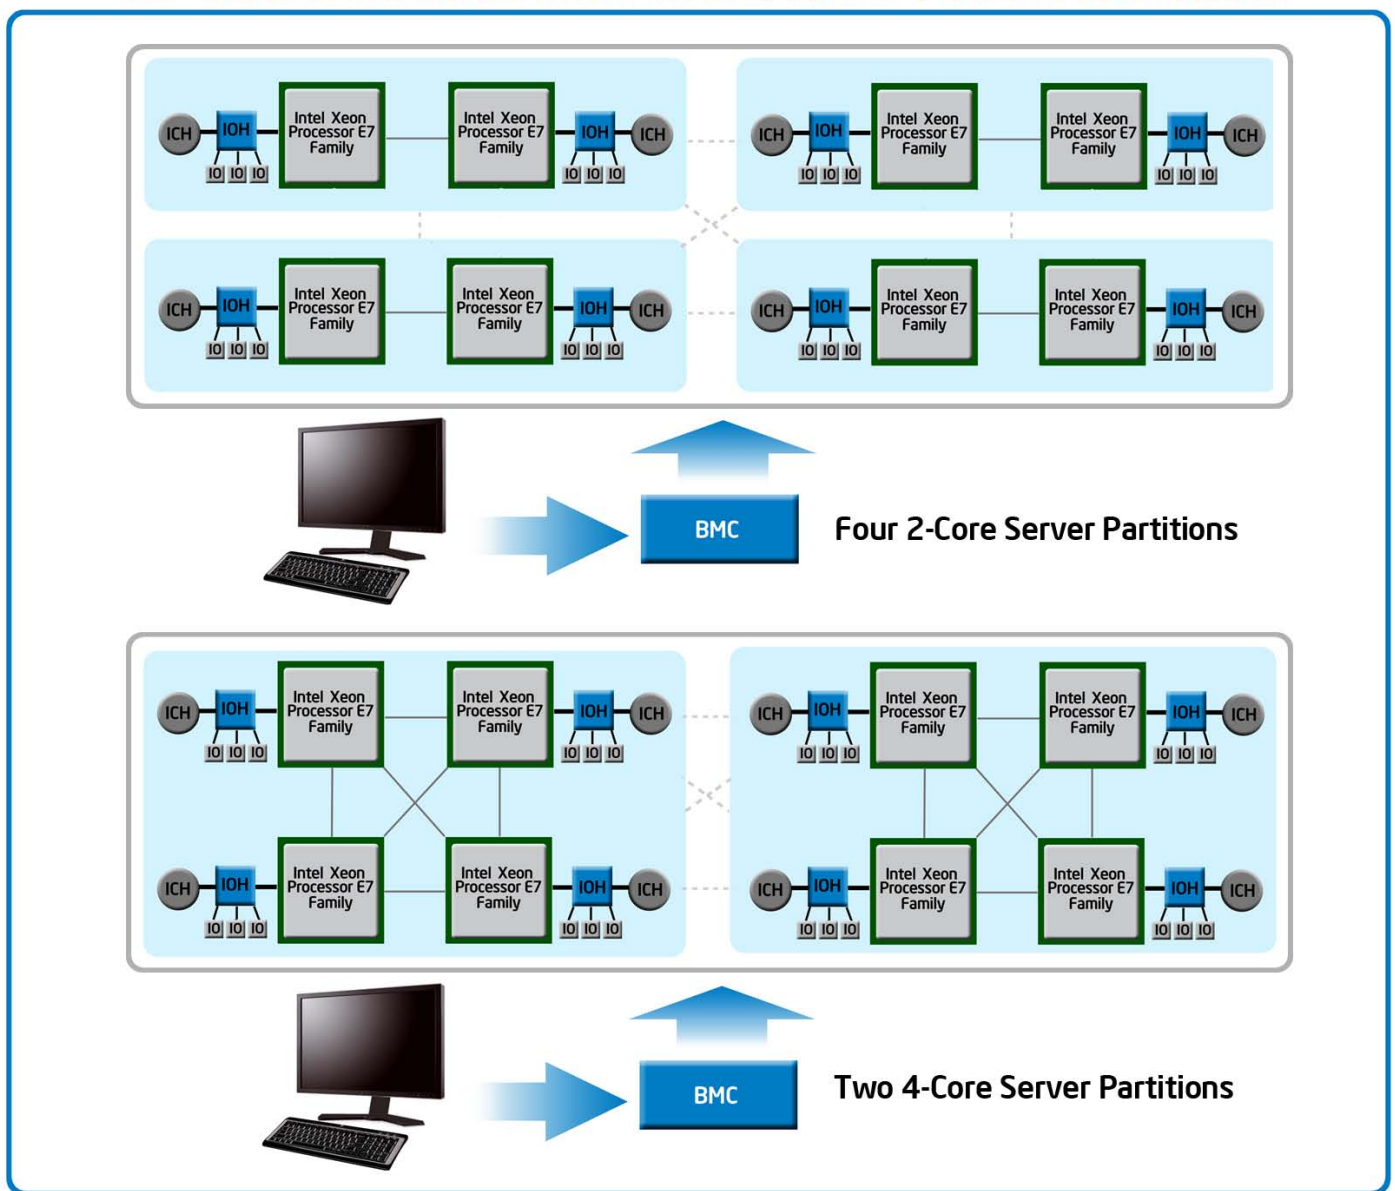 ICH IOH Intel Xeon Processor E7 Family Intel Xeon Processor E7 Family IOH ICH
IO IO IO IO IO IO
ICH IOH Intel Xeon Processor E7 Family Intel Xeon Processor E7 Family IOH ICH
IO IO IO IO IO IO
ICH IOH Intel Xeon Processor E7 Family Intel Xeon Processor E7 Family IOH ICH
IO IO IO IO IO IO
ICH IOH Intel Xeon Processor E7 Family Intel Xeon Processor E7 Family IOH ICH
IO IO IO IO IO IO
BMC
Four 2-Core Server Partitions
ICH IOH Intel Xeon Processor E7 Family Intel Xeon Processor E7 Family IOH ICH
IO IO IO IO IO IO
ICH IOH Intel Xeon Processor E7 Family Intel Xeon Processor E7 Family IOH ICH
IO IO IO IO IO IO
ICH IOH Intel Xeon Processor E7 Family Intel Xeon Processor E7 Family IOH ICH
IO IO IO IO IO IO
ICH IOH Intel Xeon Processor E7 Family Intel Xeon Processor E7 Family IOH ICH
IO IO IO IO IO IO
BMC
Two 4-Core Server Partitions